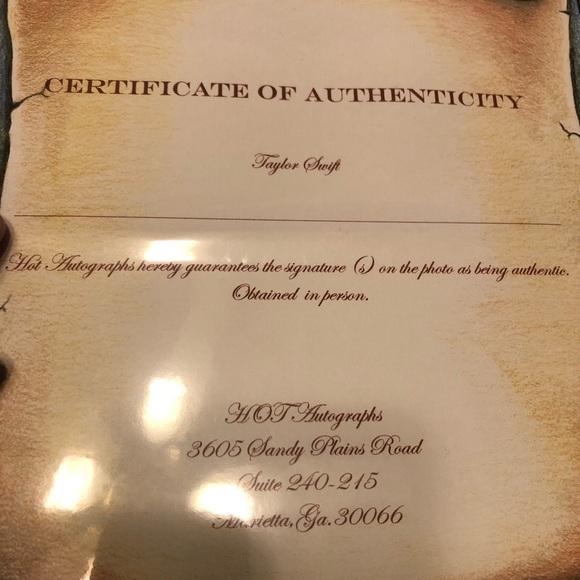 CERTIFICATE OF AUTHENTICITY
Taylor Swift
Hot Autographs hereby guarantees the signature (s) on the photo as being authentic.
Obtained in person.
HOT Autographs
3605 Sandy Plains Road
Suite 240-215
Marietta, Ga. 30066